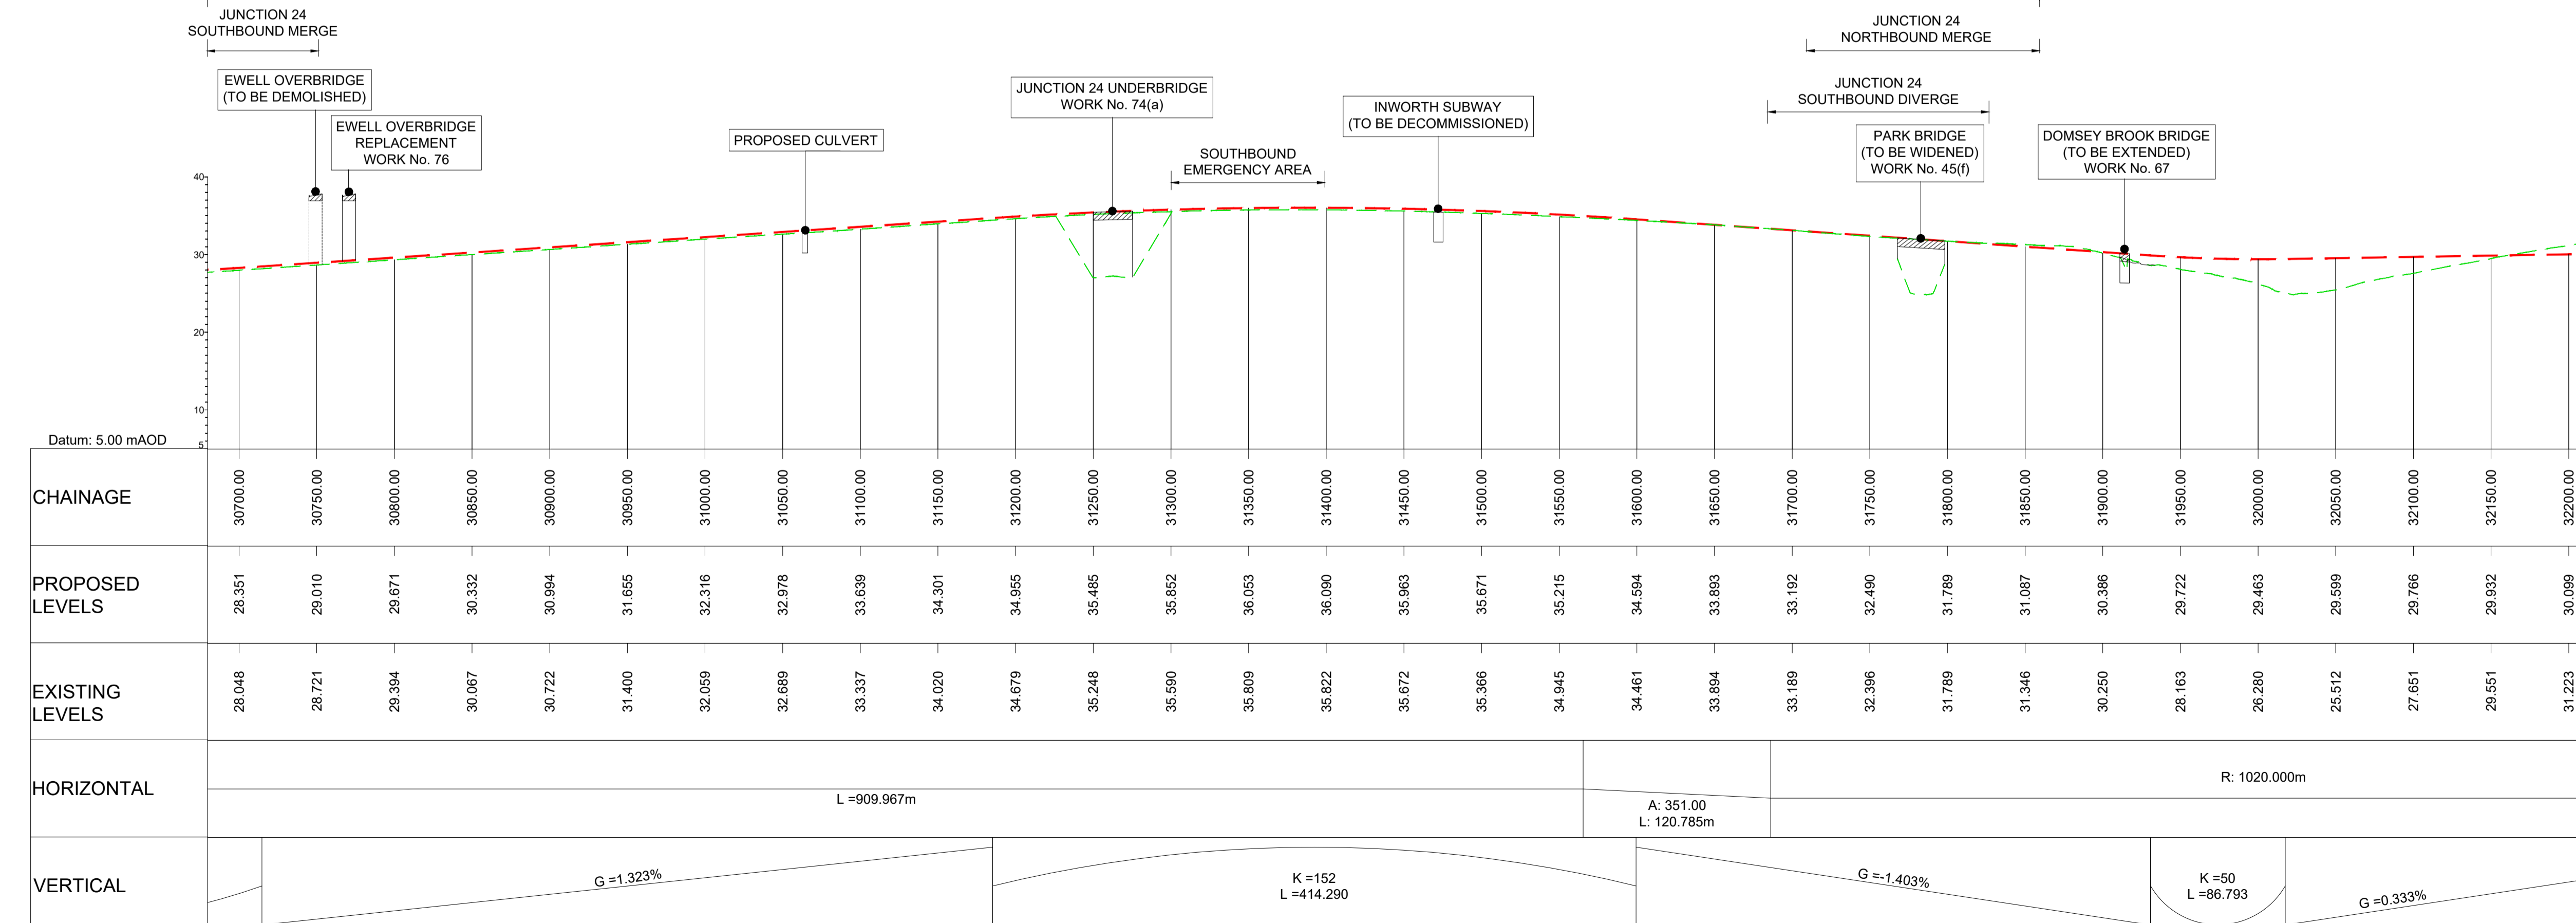 JUNCTION 24
SOUTHBOUND MERGE
JUNCTION 24
NORTHBOUND MERGE
EWELL OVERBRIDGE
(TO BE DEMOLISHED)
EWELL OVERBRIDGE
REPLACEMENT
WORK No. 76
PROPOSED CULVERT
JUNCTION 24 UNDERBRIDGE
WORK No. 74(a)
SOUTHBOUND
EMERGENCY AREA
INWORTH SUBWAY
(TO BE DECOMMISSIONED)
JUNCTION 24
SOUTHBOUND DIVERGE
PARK BRIDGE
(TO BE WIDENED)
WORK No. 45(f)
DOMSEY BROOK BRIDGE
(TO BE EXTENDED)
WORK No. 67
40
30
20
10
5
Datum: 5.00 mAOD
CHAINAGE
30700.00 30750.00 30800.00 30850.00 30900.00 30950.00 31000.00 31050.00 31100.00 31150.00 31200.00 31250.00 31300.00 31350.00 31400.00 31450.00 31500.00 31550.00 31600.00 31650.00 31700.00 31750.00 31800.00 31850.00 31900.00 31950.00 32000.00 32050.00 32100.00 32150.00 32200.00
PROPOSED
LEVELS
28.351 29.010 29.671 30.332 30.994 31.655 32.316 32.978 33.639 34.301 34.955 35.485 35.852 36.053 36.090 35.963 35.671 35.215 34.594 33.893 33.192 32.490 31.789 31.087 30.386 29.722 29.463 29.599 29.766 29.932 30.099
EXISTING
LEVELS
28.048 28.721 29.394 30.067 30.722 31.400 32.059 32.689 33.337 34.020 34.679 35.248 35.590 35.809 35.822 35.672 35.366 34.945 34.461 33.894 33.189 32.396 31.789 31.346 30.250 28.163 26.280 25.512 27.651 29.551 31.223
HORIZONTAL
L =909.967m
A: 351.00
L: 120.785m
R: 1020.000m
VERTICAL
G =1.323%
K =152
L =414.290
G =-1.403%
K =50
L =86.793
G =0.333%